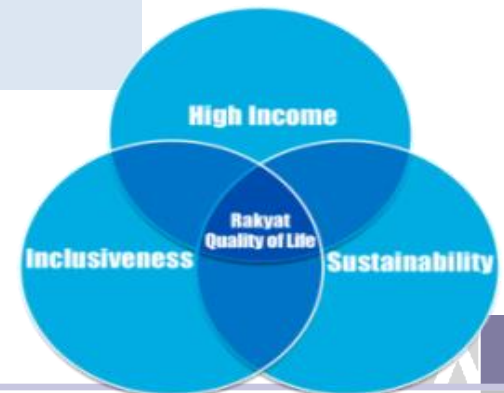 High Income
Rakyat
Quality of Life
Inclusiveness
Sustainability